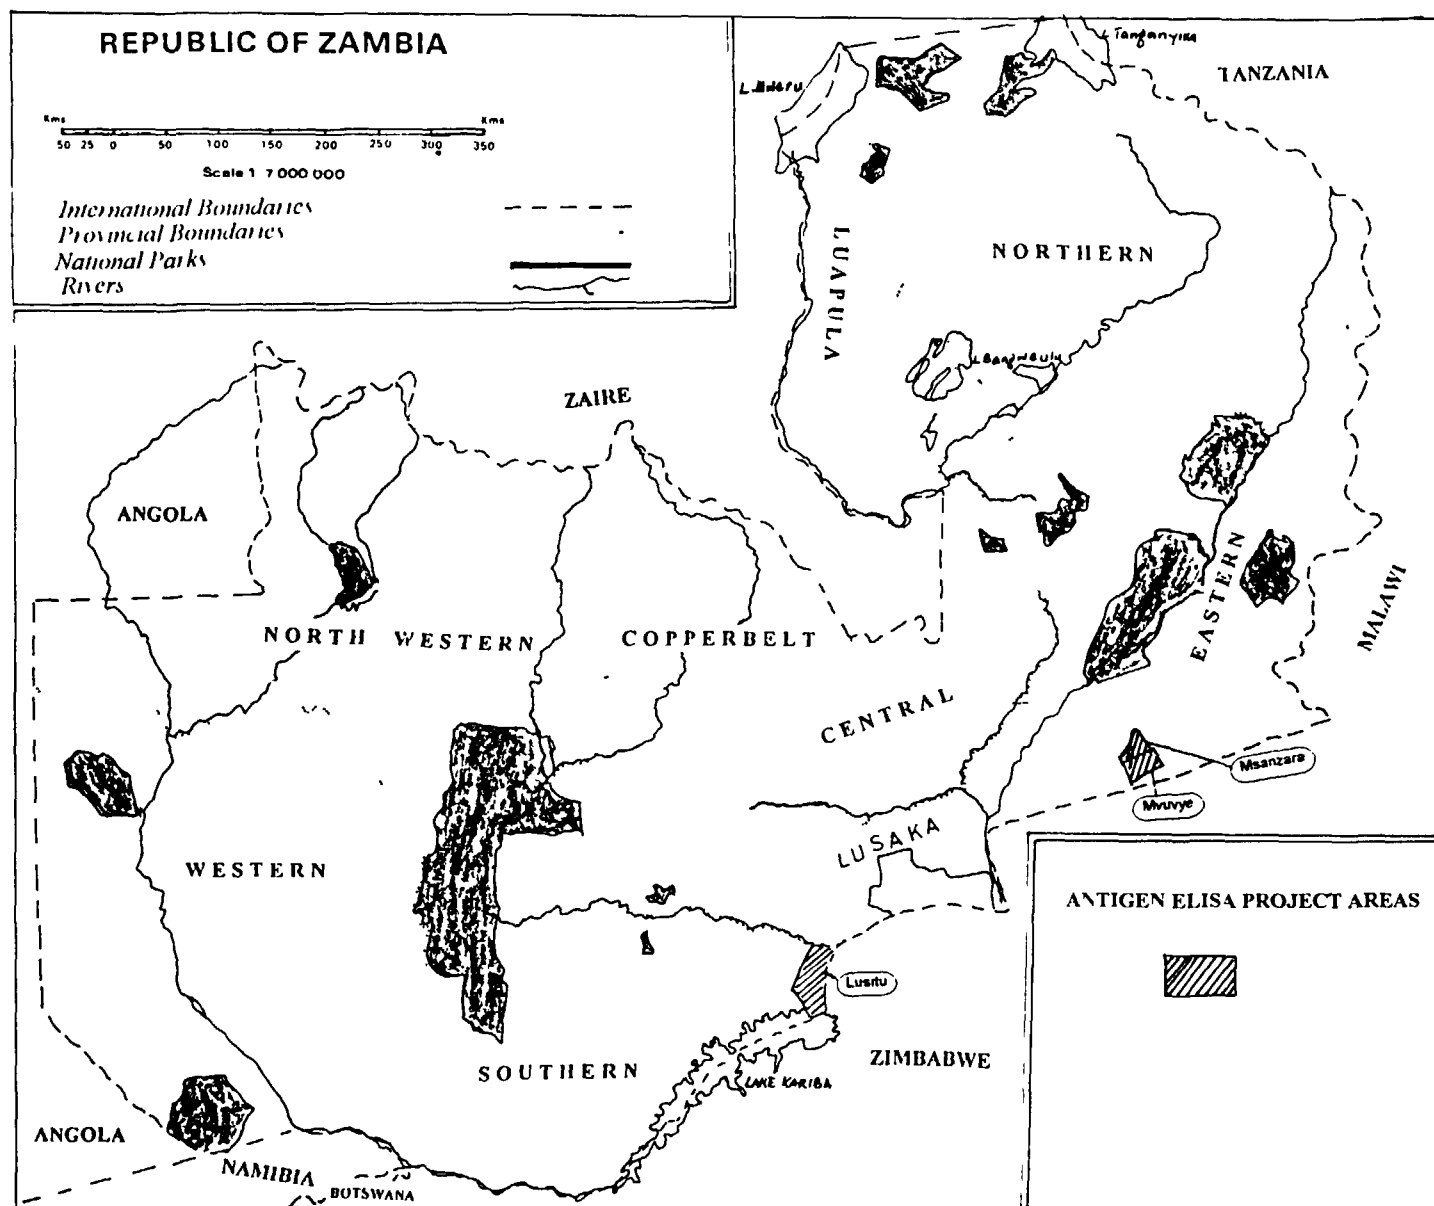 REPUBLIC OF ZAMBIA
Kms Kms
50 25 0 50 100 150 200 250 300 350
Scale 1 7 000 000
International Boundaries
Provincial Boundaries
National Parks
Rivers
L Tanganyika
TANZANIA
L.Mweru
LUAPULA
NORTHERN
L Bangweulu
ZAIRE
ANGOLA
EASTERN
MALAWI
NORTH WESTERN
COPPERBELT
CENTRAL
Msanzara
Mvuvye
LUSAKA
WESTERN
ANTIGEN ELISA PROJECT AREAS
Lusitu
ZIMBABWE
SOUTHERN
LAKE KARIBA
ANGOLA
NAMIBIA
BOTSWANA